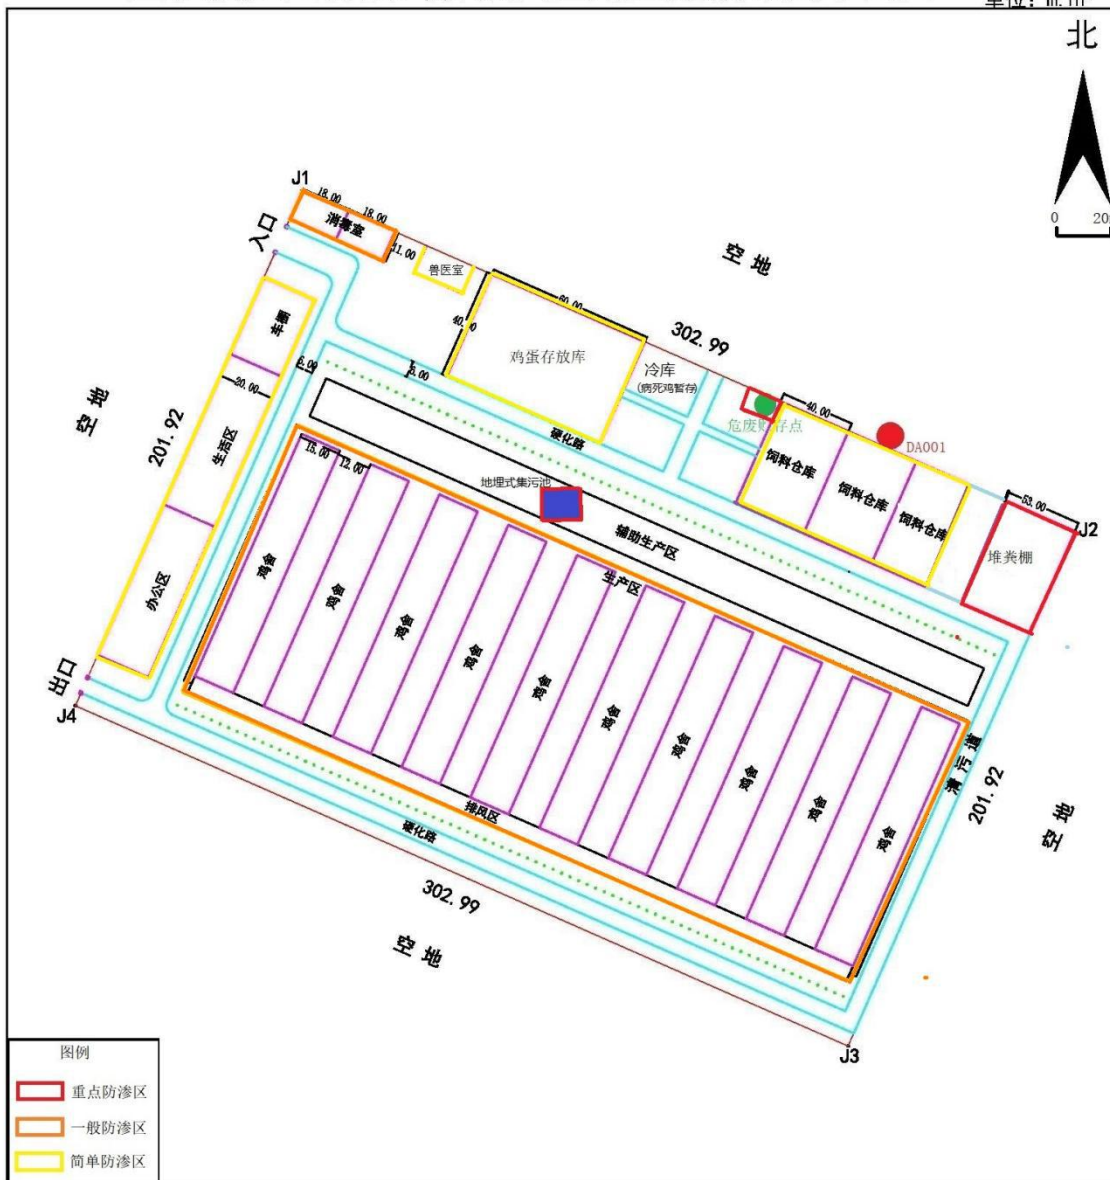 单位：m.m²
北
0 20m
J1
18.00
18.00
消毒室
11.00
入口
兽医室
空地
60.00
40.00
302.99
鸡蛋存放库
冷库
(病死鸡暂存)
车棚
6.00
6.00
20.00
40.00
危废贮存点
DA001
空地
201.92
生活区
硬化路
饲料仓库
饲料仓库
饲料仓库
53.00
J2
堆粪棚
15.00
12.00
地埋式集污池
辅助生产区
生产区
办公区
鸡舍
鸡舍
鸡舍
鸡舍
鸡舍
鸡舍
鸡舍
鸡舍
鸡舍
鸡舍
出口
J4
清污道
201.92
空地
排风区
硬化路
302.99
空地
J3
图例
重点防渗区
一般防渗区
简单防渗区